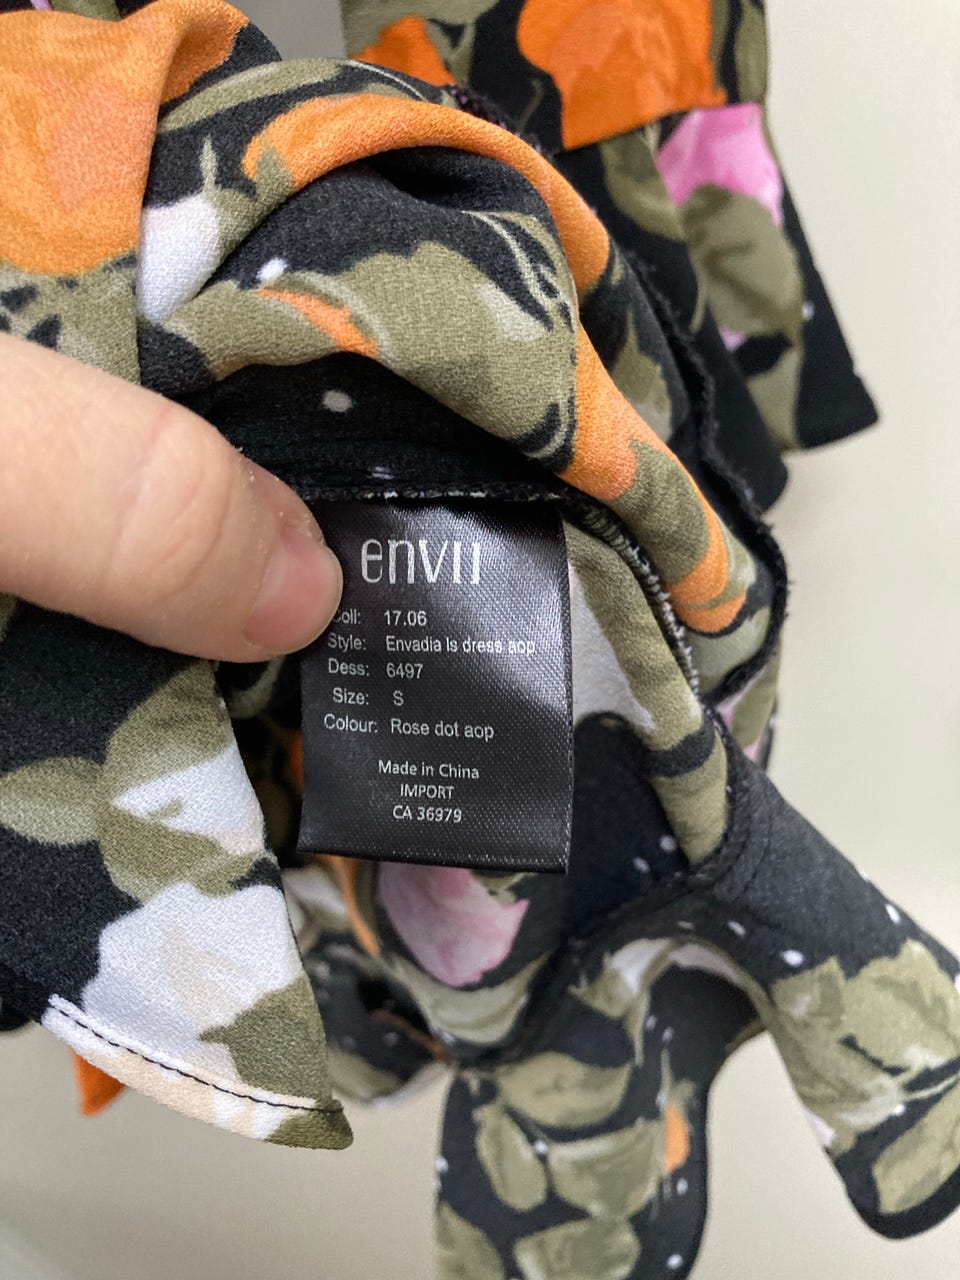 envii
Coll: 17.06
Style: Envadia ls dress aop
Dess: 6497
Size: S
Colour: Rose dot aop
Made in China
IMPORT
CA 36979